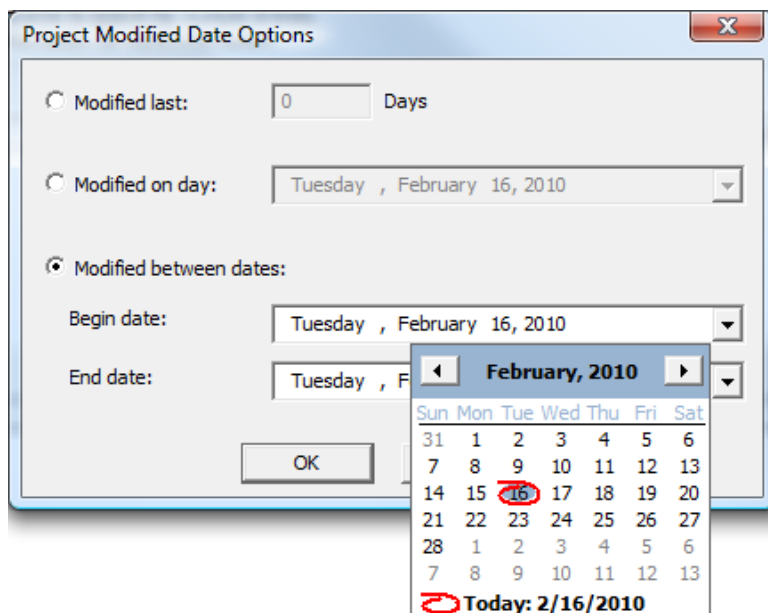 Project Modified Date Options
Modified last: 0 Days
Modified on day: Tuesday , February 16, 2010
Modified between dates:
Begin date: Tuesday , February 16, 2010
End date: Tuesday , F
February, 2010
Sun Mon Tue Wed Thu Fri Sat
31 1 2 3 4 5 6
7 8 9 10 11 12 13
14 15 16 17 18 19 20
21 22 23 24 25 26 27
28 1 2 3 4 5 6
7 8 9 10 11 12 13
Today: 2/16/2010
OK